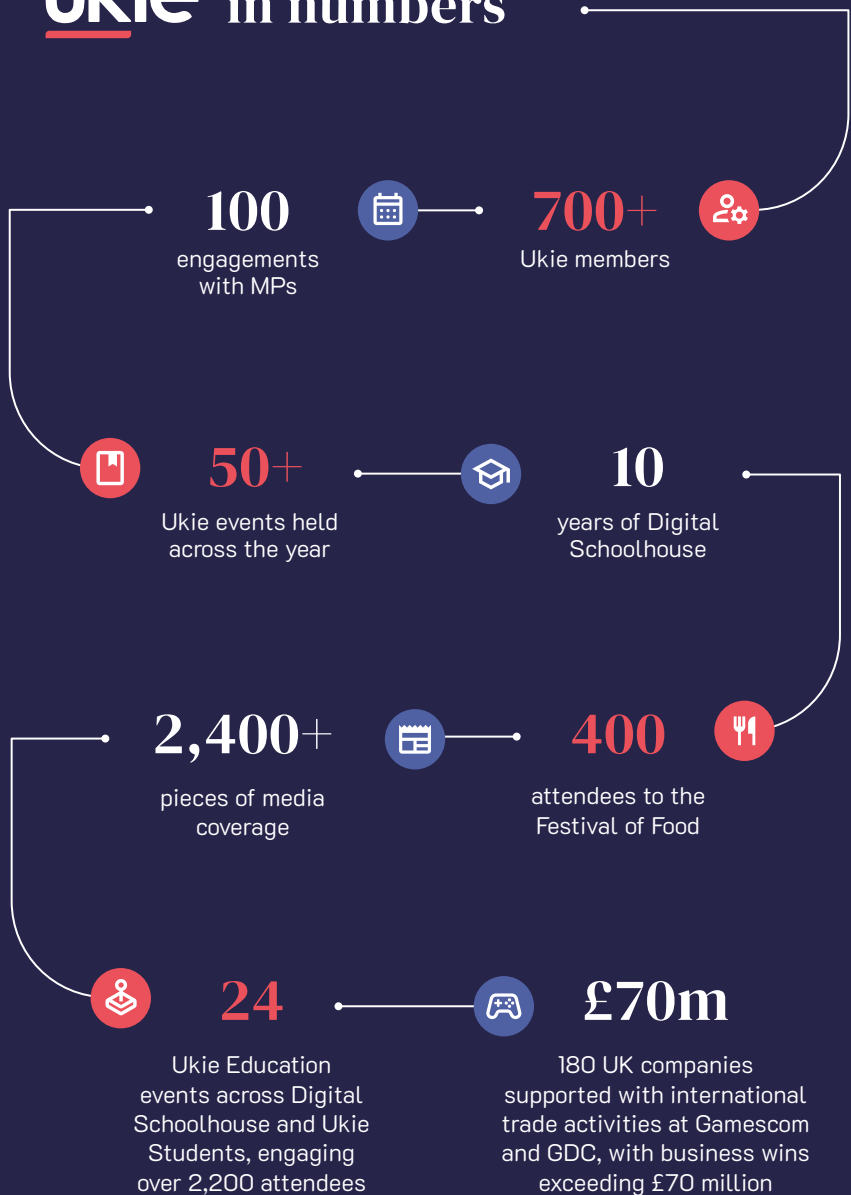 ukie in numbers
700+
Ukie members
100
engagements
with MPs
50+
Ukie events held
across the year
10
years of Digital
Schoolhouse
400
attendees to the
Festival of Food
2,400+
pieces of media
coverage
24
Ukie Education
events across Digital
Schoolhouse and Ukie
Students, engaging
over 2,200 attendees
£70m
180 UK companies
supported with international
trade activities at Gamescom
and GDC, with business wins
exceeding £70 million